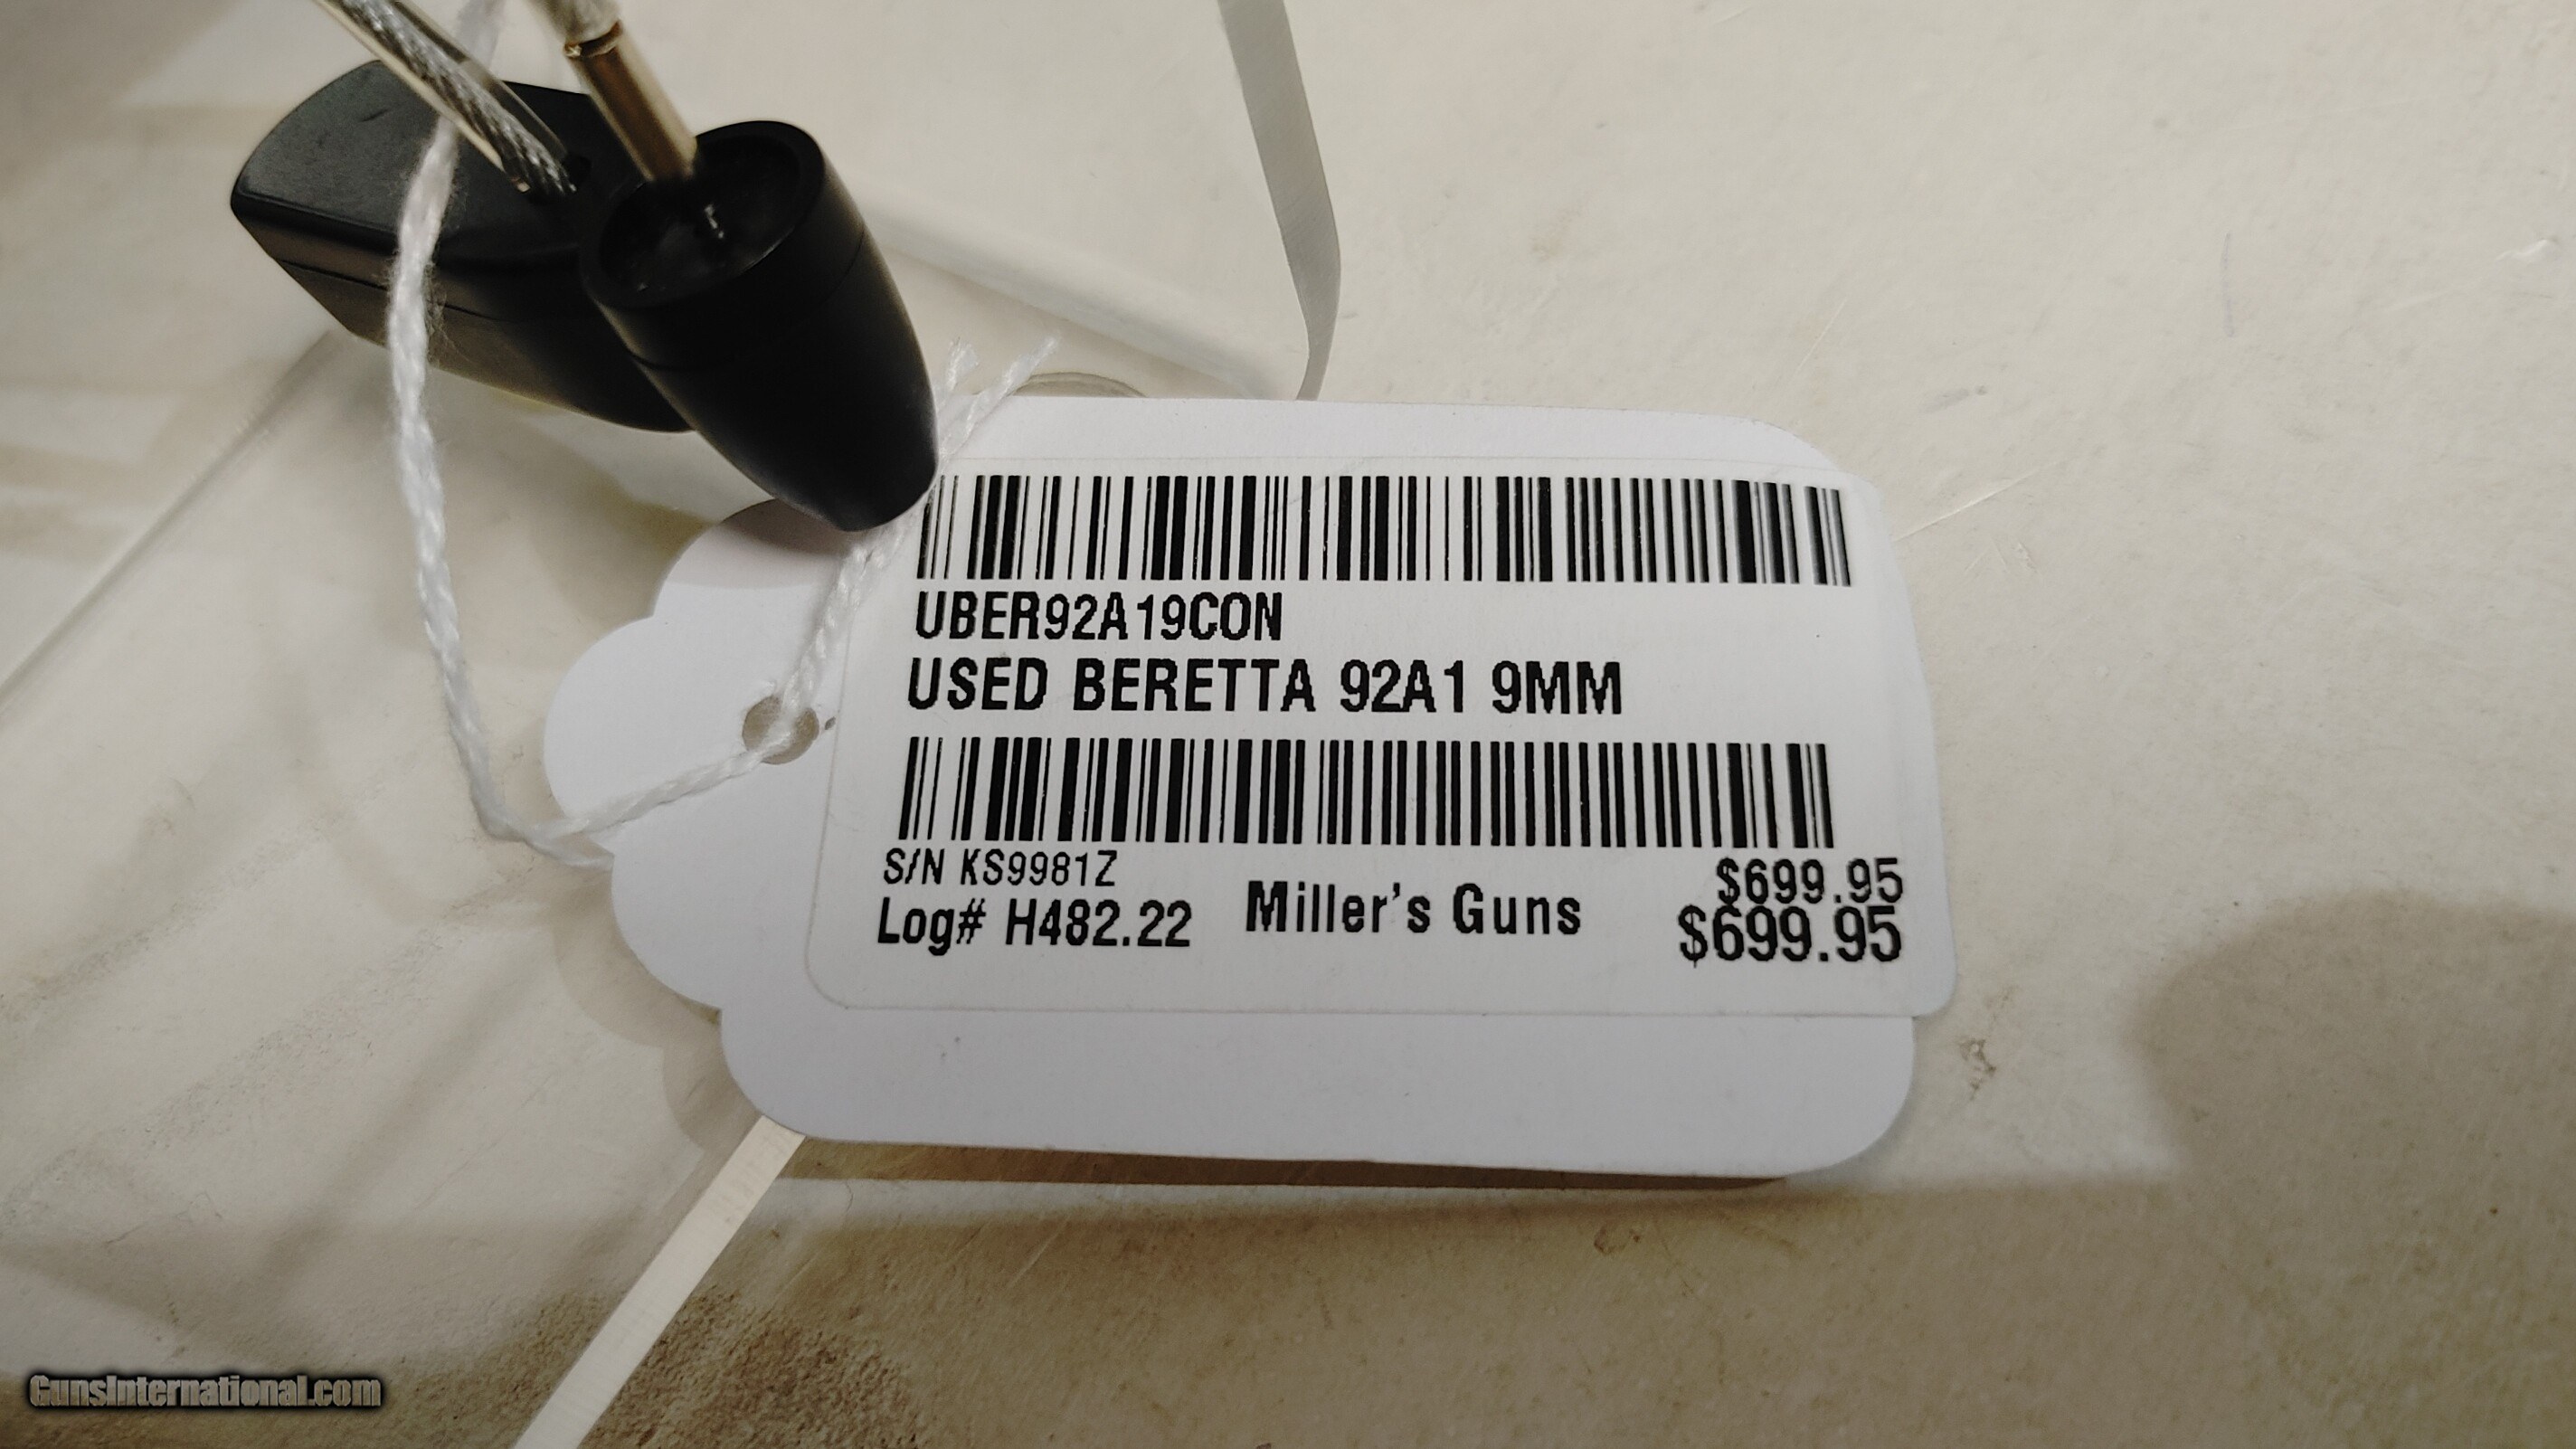 UBER92A19CON
USED BERETTA 92A1 9MM
S/N KS9981Z
$699.95
Log# H482.22
Miller's Guns
$699.95
GunsInternational.com